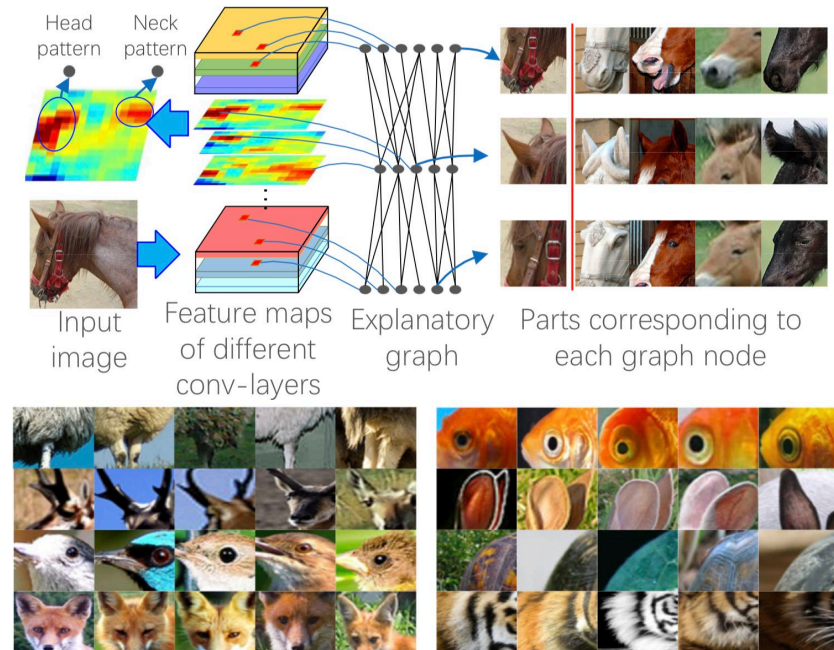 Head
pattern
Neck
pattern
Input
image
Feature maps
of different
conv-layers
Explanatory
graph
Parts corresponding to
each graph node